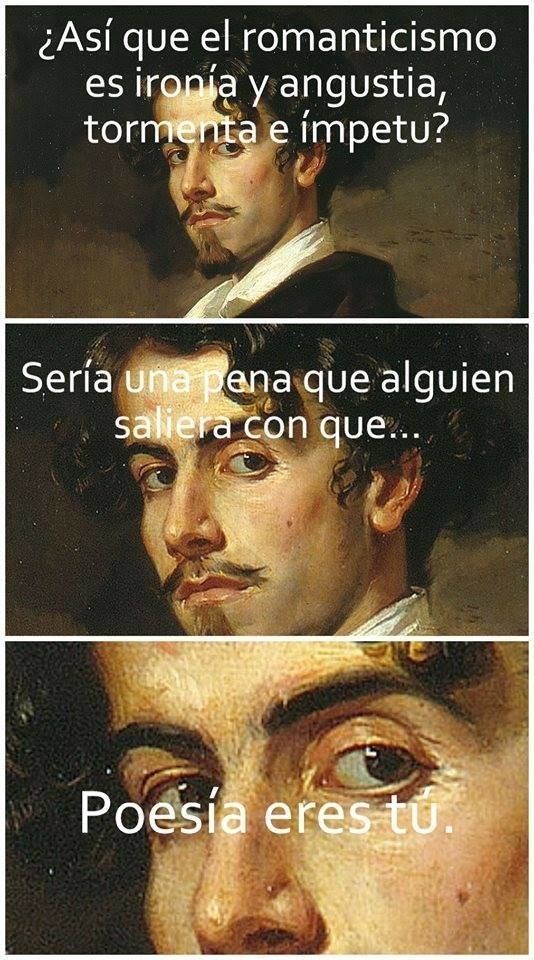 ¿Así que el romanticismo
es ironía y angustia,
tormenta e ímpetu?
Sería una pena que alguien
saliera con que...
Poesía eres tú.